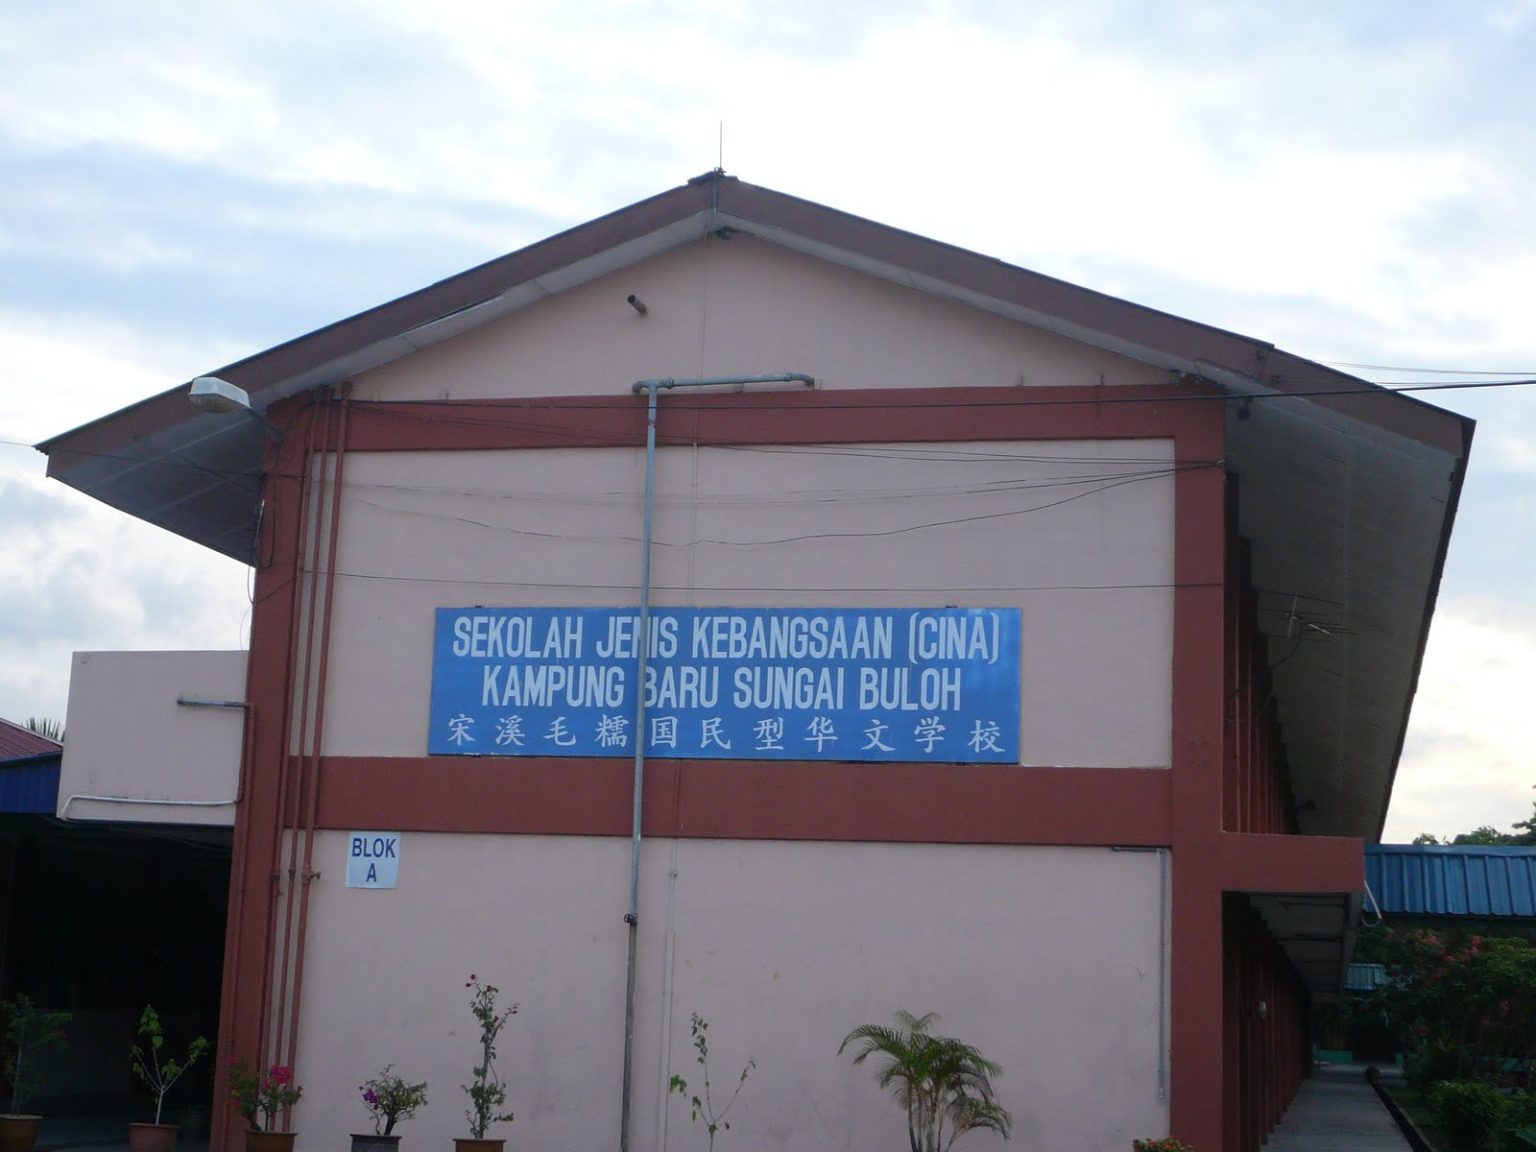 SEKOLAH JENIS KEBANGSAAN (CINA)
KAMPUNG BARU SUNGAI BULOH
宋溪毛糯国民型华文学校
BLOK
A